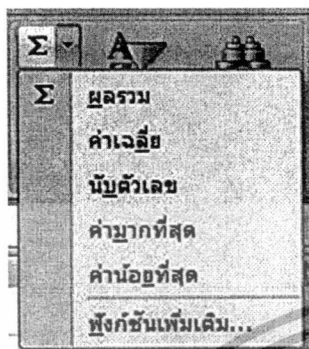 Σ
Σ ผลรวม
ค่าเฉลี่ย
นับตัวเลข
ค่ามากที่สุด
ค่าน้อยที่สุด
ฟังก์ชันเพิ่มเติม...